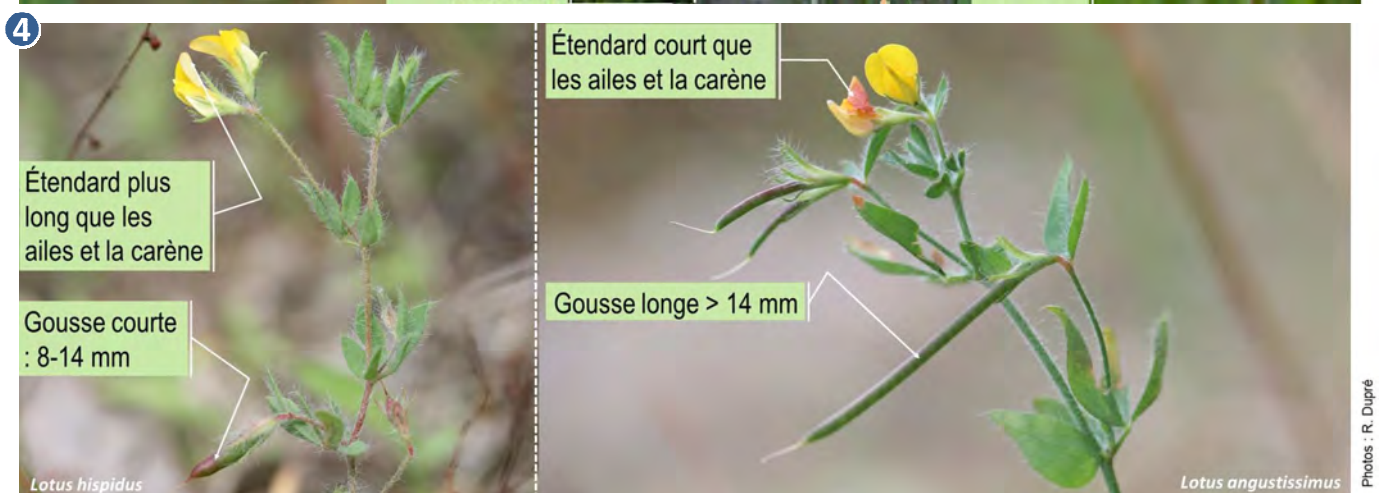 4
Étendard plus
long que les
ailes et la carène
Gousse courte
: 8-14 mm
Lotus hispidus
Étendard court que
les ailes et la carène
Gousse longe > 14 mm
Lotus angustissimus
Photos : R. Dupré